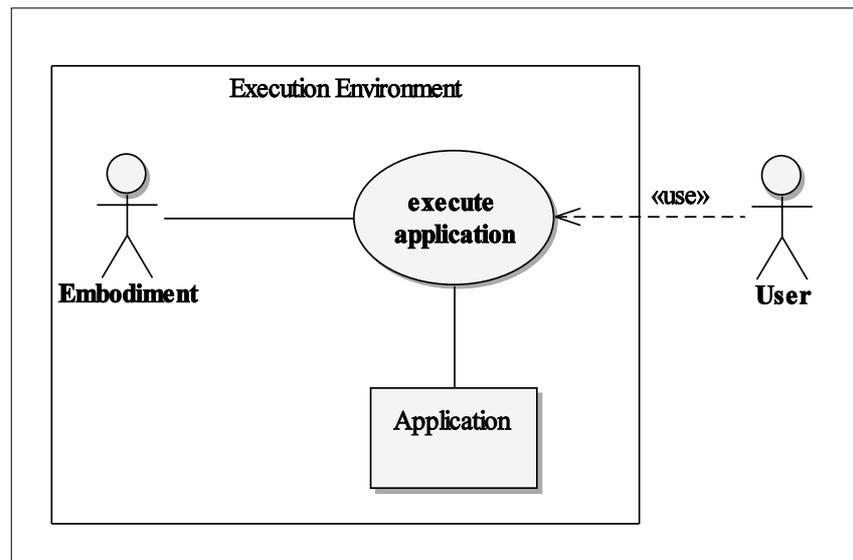 Execution Environment
execute
application
«use»
Embodiment
User
Application